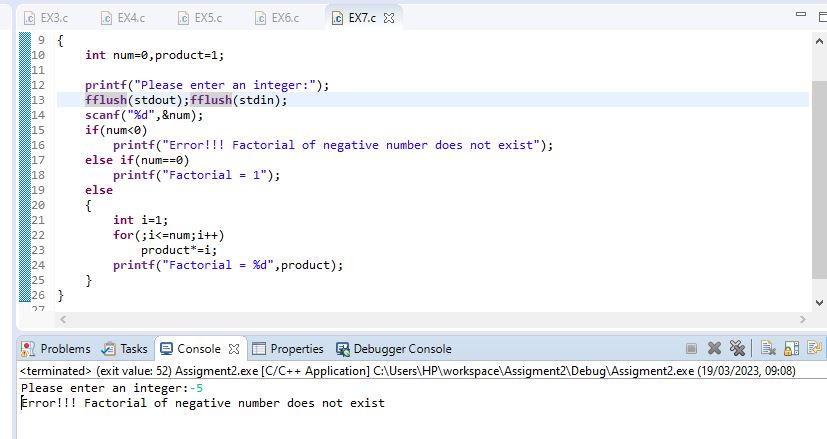 EX3.c EX4.c EX5.c EX6.c EX7.c
9 {
10 int num=0,product=1;
11
12 printf("Please enter an integer:");
13 fflush(stdout);fflush(stdin);
14 scanf("%d",&num);
15 if(num<0)
16 printf("Error!!! Factorial of negative number does not exist");
17 else if(num==0)
18 printf("Factorial = 1");
19 else
20 {
21 int i=1;
22 for(;i<=num;i++)
23 product*=i;
24 printf("Factorial = %d",product);
25 }
26 }
27
Problems Tasks Console Properties Debugger Console
<terminated> (exit value: 52) Assigment2.exe [C/C++ Application] C:\Users\HP\workspace\Assigment2\Debug\Assigment2.exe (19/03/2023, 09:08)
Please enter an integer:-5
Error!!! Factorial of negative number does not exist